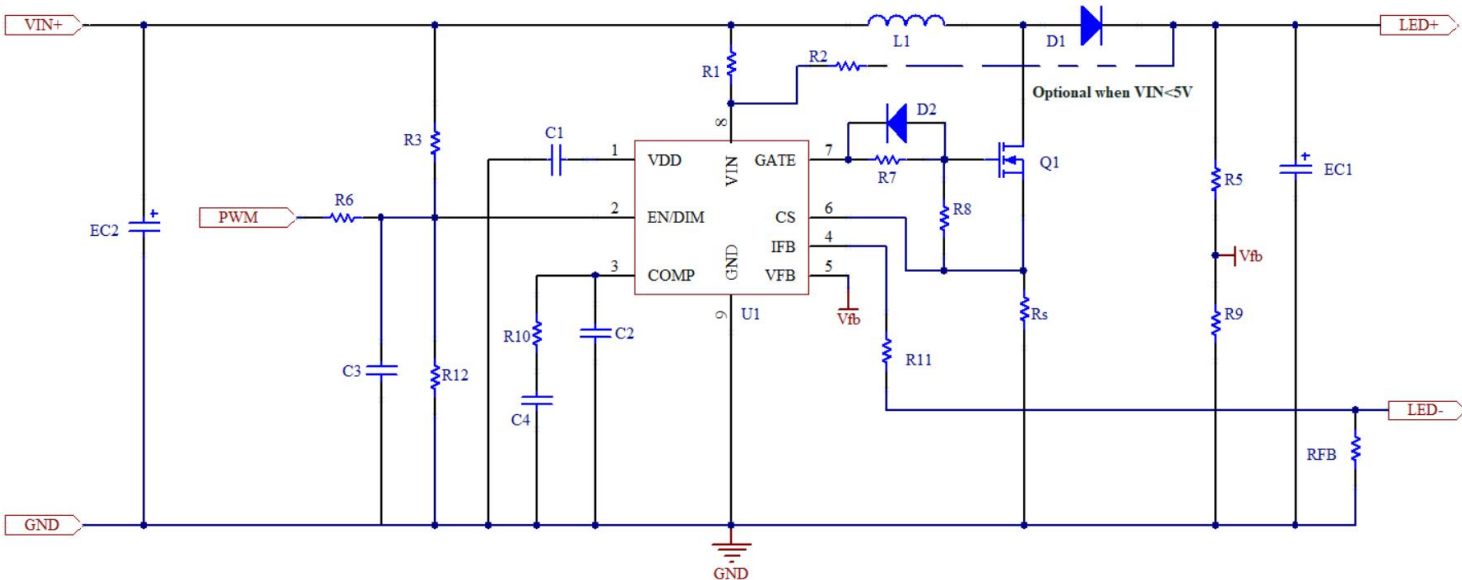 VIN+
LED+
L1
D1
R1
R2
Optional when VIN<5V
D2
R3
C1
8
1
VDD
VIN
GATE
7
R7
Q1
R5
EC1
R6
PWM
2
EN/DIM
CS
6
R8
EC2
IFB
4
Vfb
3
COMP
GND
VFB
5
9
U1
Vfb
Rs
R9
R10
C2
R11
C3
R12
C4
LED-
RFB
GND
GND